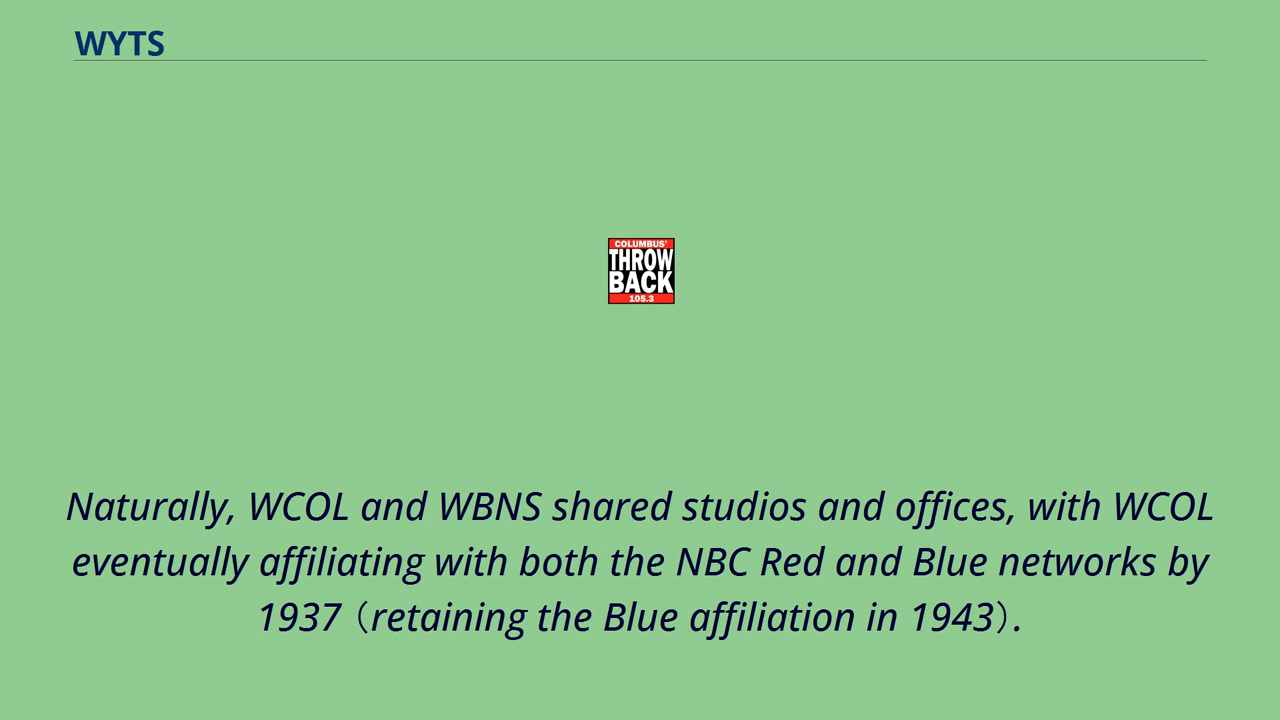 WYTS
COLUMBUS'
THROW
BACK
105.3
Naturally, WCOL and WBNS shared studios and offices, with WCOL
eventually affiliating with both the NBC Red and Blue networks by
1937（retaining the Blue affiliation in 1943）.